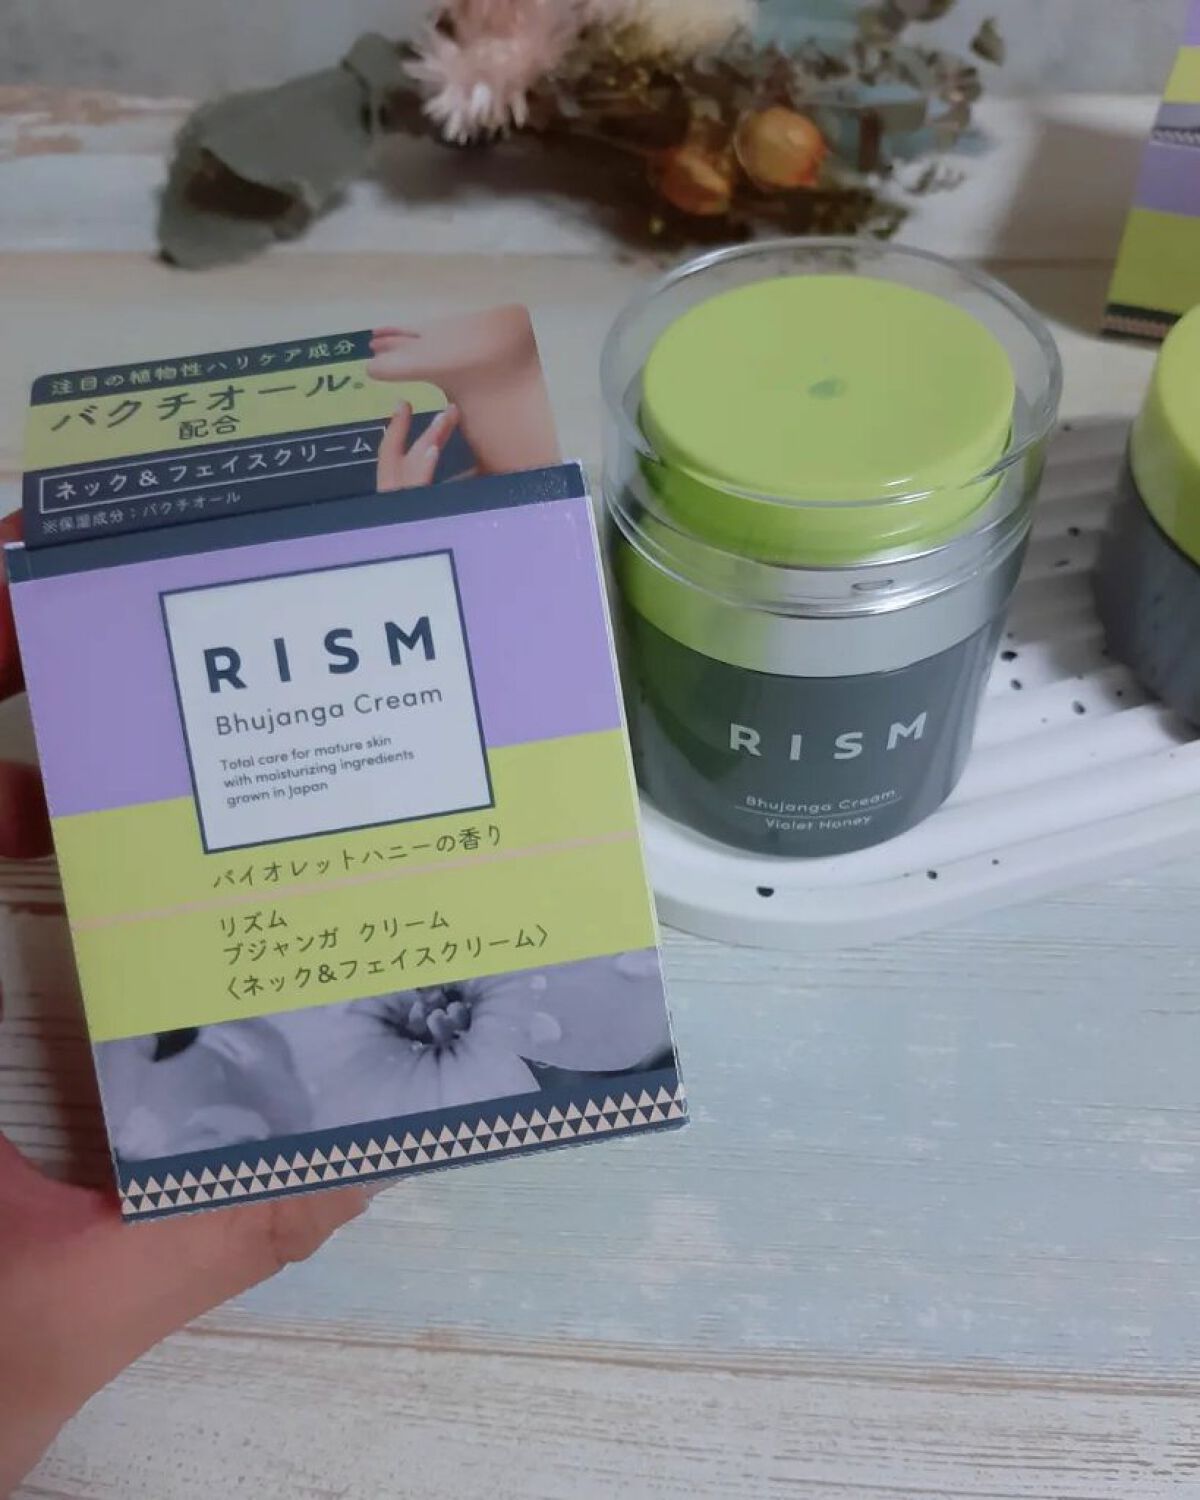 注目の植物性ハリケア成分
バクチオール※
配合
ネック&フェイスクリーム
※保湿成分：バクチオール
RISM
Bhujanga Cream
Total care for mature skin
with moisturizing ingredients
grown in Japan
バイオレットハニーの香り
リズム
ブジャンガ クリーム
〈ネック&フェイスクリーム〉
RISM
Bhujanga Cream
Violet Honey